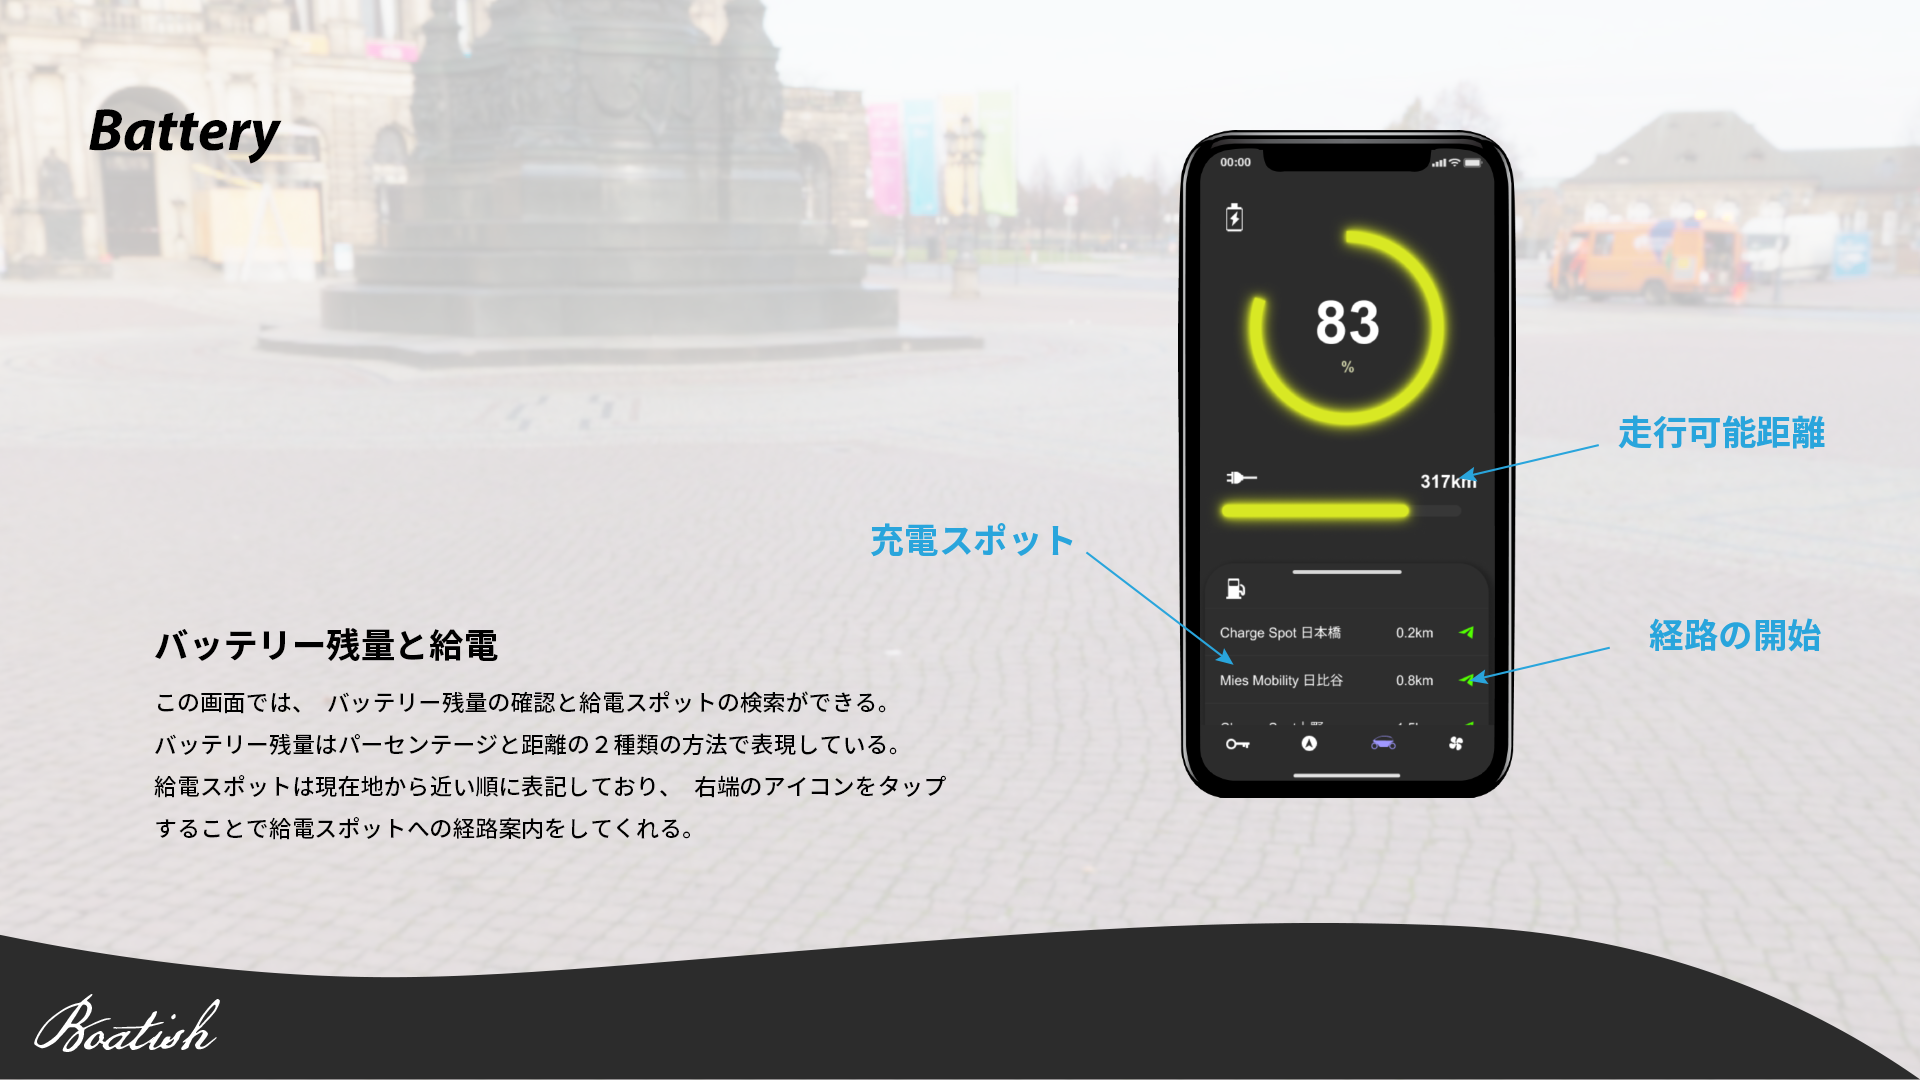 Battery
00:00
83
%
走行可能距離
317km
充電スポット
Charge Spot 日本橋 0.2km
経路の開始
Mies Mobility 日比谷 0.8km
バッテリー残量と給電
この画面では、 バッテリー残量の確認と給電スポットの検索ができる。
バッテリー残量はパーセンテージと距離の２種類の方法で表現している。
給電スポットは現在地から近い順に表記しており、 右端のアイコンをタップ
することで給電スポットへの経路案内をしてくれる。
Boatish